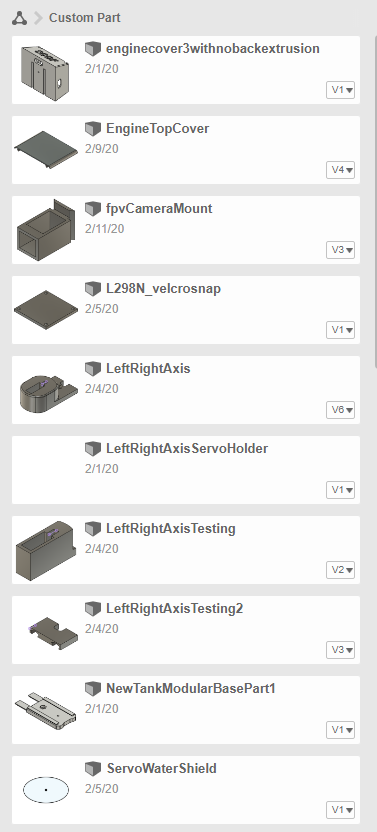 Custom Part
enginecover3withnobackextrusion
2/1/20
V1
EngineTopCover
2/9/20
V4
fpvCameraMount
2/11/20
V3
L298N_velcrosnap
2/5/20
V1
LeftRightAxis
2/4/20
V6
LeftRightAxisServoHolder
2/1/20
V1
LeftRightAxisTesting
2/4/20
V2
LeftRightAxisTesting2
2/4/20
V3
NewTankModularBasePart1
2/1/20
V1
ServoWaterShield
2/5/20
V1